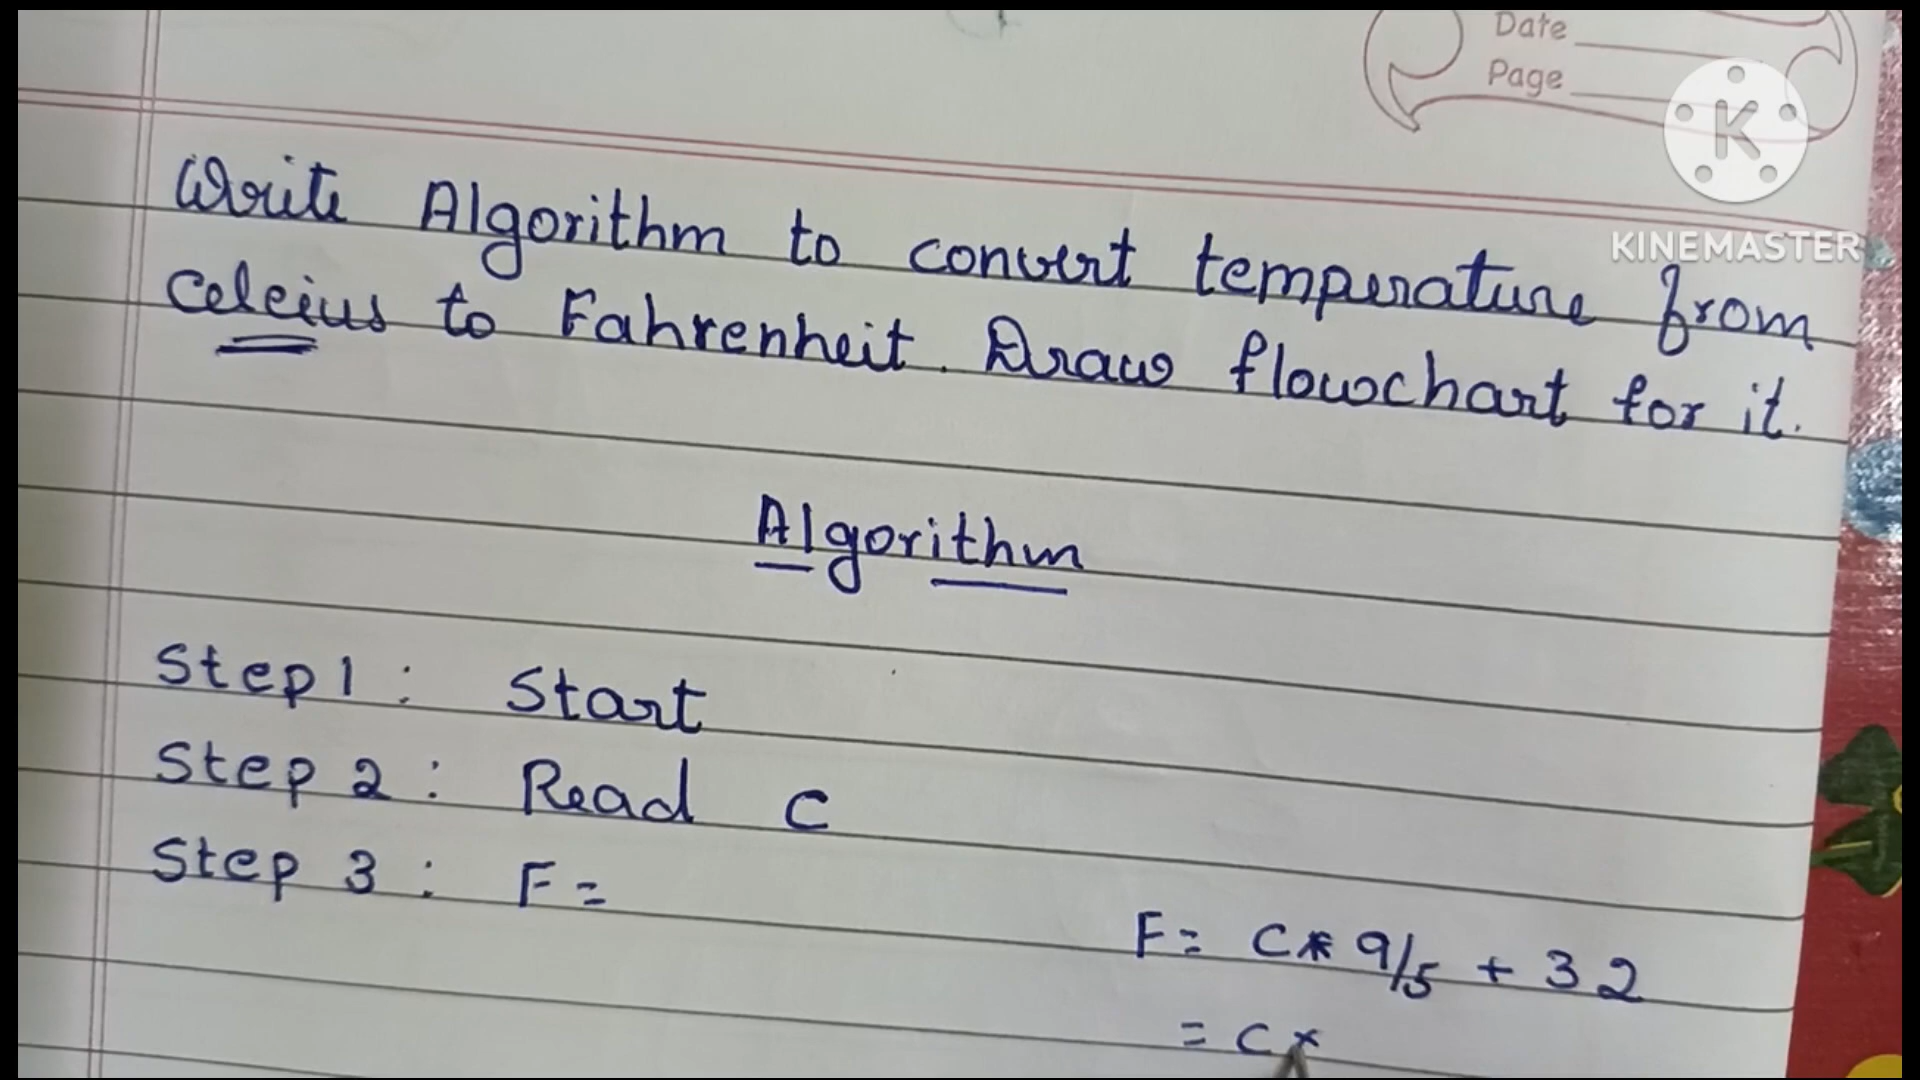 Date
Page
KINEMASTER
Write Algorithm to convert temperature from
Celcius to Fahrenheit. Draw flowchart for it.
Algorithm
Step 1 : Start
Step 2 : Read C
Step 3 : F =
F = C * 9/5 + 32
= C *